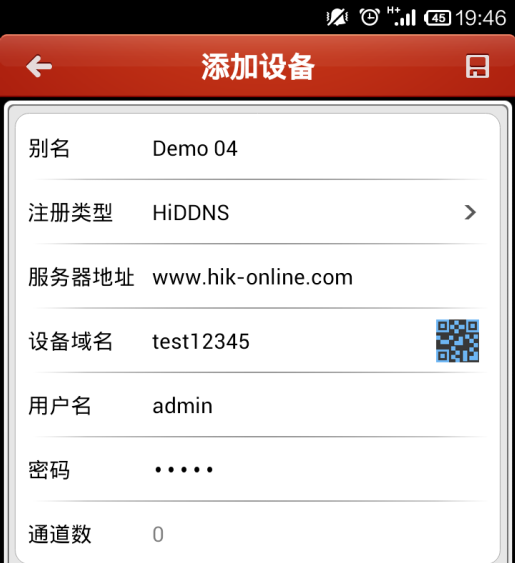 H+ 45 19:46
添加设备
别名 Demo 04
注册类型 HiDDNS
服务器地址 www.hik-online.com
设备域名 test12345
用户名 admin
密码 •••••
通道数 0